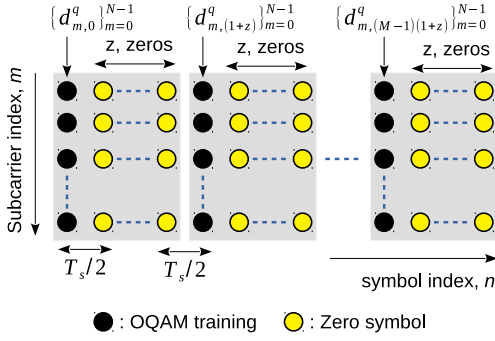 {d^q_{m,0}}^{N-1}_{m=0} {d^q_{m,(1+z)}}^{N-1}_{m=0} {d^q_{m,(M-1)(1+z)}}^{N-1}_{m=0}
z, zeros z, zeros z, zeros
Subcarrier index, m
T_s/2 T_s/2
symbol index, n
: OQAM training : Zero symbol